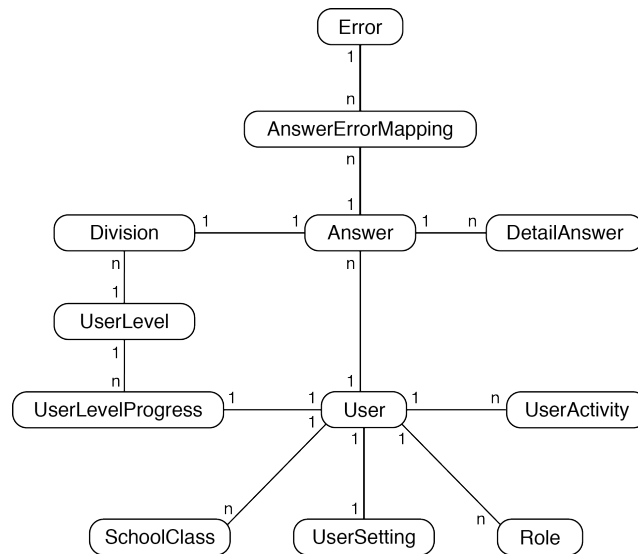 Error
1
n
AnswerErrorMapping
n
1
Division 1 1 Answer 1 n DetailAnswer
n n
1
UserLevel
1
n 1
UserLevelProgress 1 1 User 1 n UserActivity
1 1 1
n 1 n
SchoolClass UserSetting Role